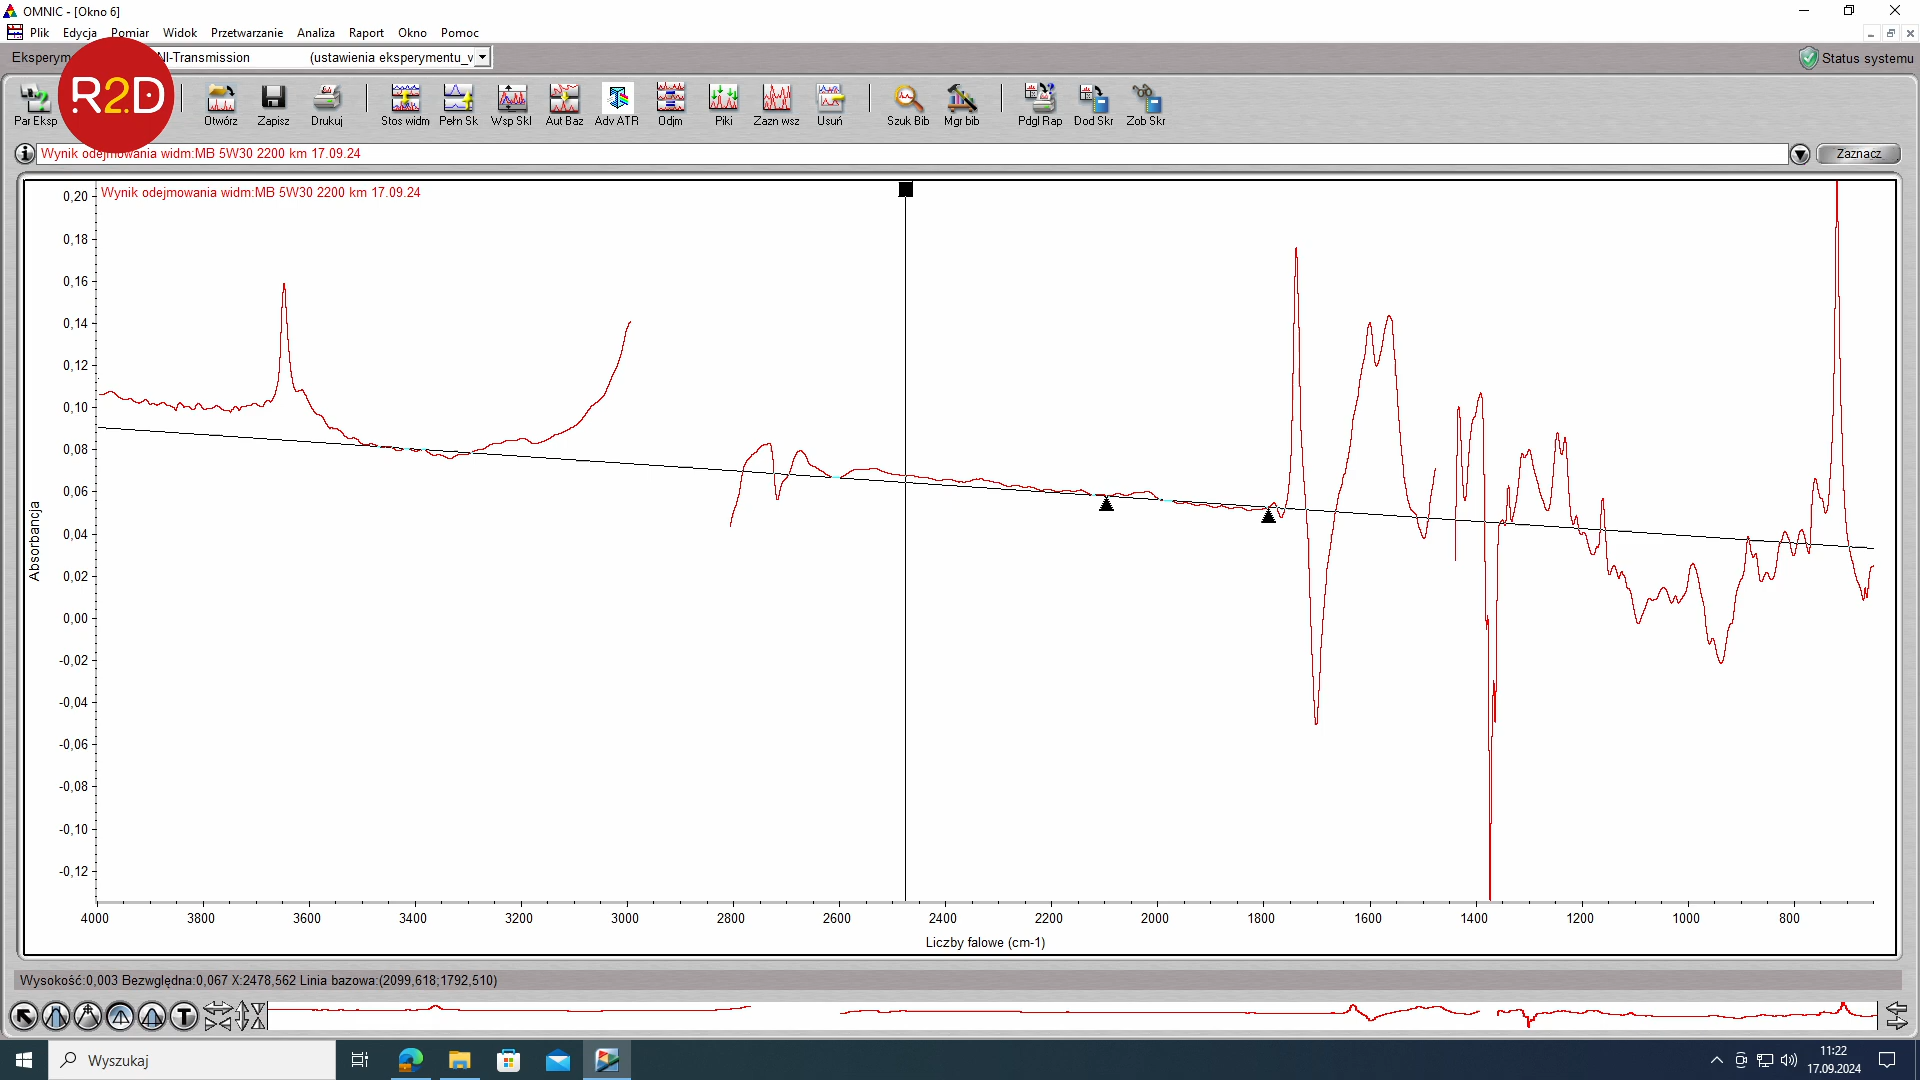 OMNIC - [Okno 6]
Plik Edycja Pomiar Widok Przetwarzanie Analiza Raport Okno Pomoc
NI-Transmission (ustawienia eksperymentu_v
Status systemu
R2D
Par Eksp Otwórz Zapisz Drukuj Stos widm Pełn Sk Wsp Skl Aut Baz Adv ATR Odjm Piki Zazn wsz Usuń Szuk Bib Mgr bib Pdgl Rap Dod Skr Zob Skr
Wynik odejmowania widm:MB 5W30 2200 km 17.09.24
Zaznacz
Wynik odejmowania widm:MB 5W30 2200 km 17.09.24
0,20
0,18
0,16
0,14
0,12
0,10
0,08
0,06
0,04
0,02
0,00
-0,02
-0,04
-0,06
-0,08
-0,10
-0,12
Absorbancja
4000 3800 3600 3400 3200 3000 2800 2600 2400 2200 2000 1800 1600 1400 1200 1000 800
Liczby falowe (cm-1)
Wysokość:0,003 Bezwględna:0,067 X:2478,562 Linia bazowa:(2099,618;1792,510)
T
Wyszukaj
11:22
17.09.2024